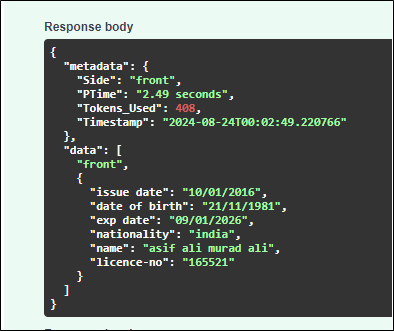 Response body
{
  "metadata": {
    "Side": "front",
    "PTime": "2.49 seconds",
    "Tokens_Used": 408,
    "Timestamp": "2024-08-24T00:02:49.220766"
  },
  "data": [
    "front",
    {
      "issue date": "10/01/2016",
      "date of birth": "21/11/1981",
      "exp date": "09/01/2026",
      "nationality": "india",
      "name": "asif ali murad ali",
      "licence-no": "165521"
    }
  ]
}